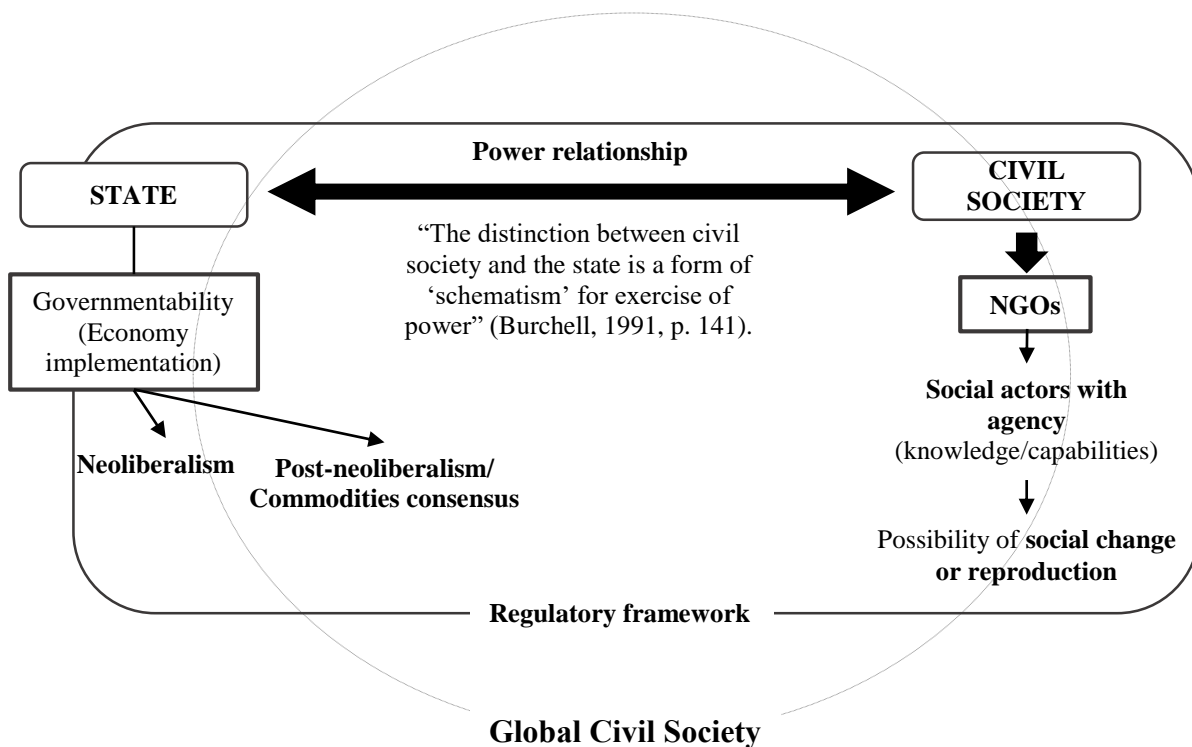 Power relationship
STATE
CIVIL
SOCIETY
“The distinction between civil
society and the state is a form of
‘schematism’ for exercise of
power” (Burchell, 1991, p. 141).
Governmentability
(Economy
implementation)
NGOs
Social actors with
agency
(knowledge/capabilities)
Neoliberalism
Post-neoliberalism/
Commodities consensus
Possibility of social change
or reproduction
Regulatory framework
Global Civil Society